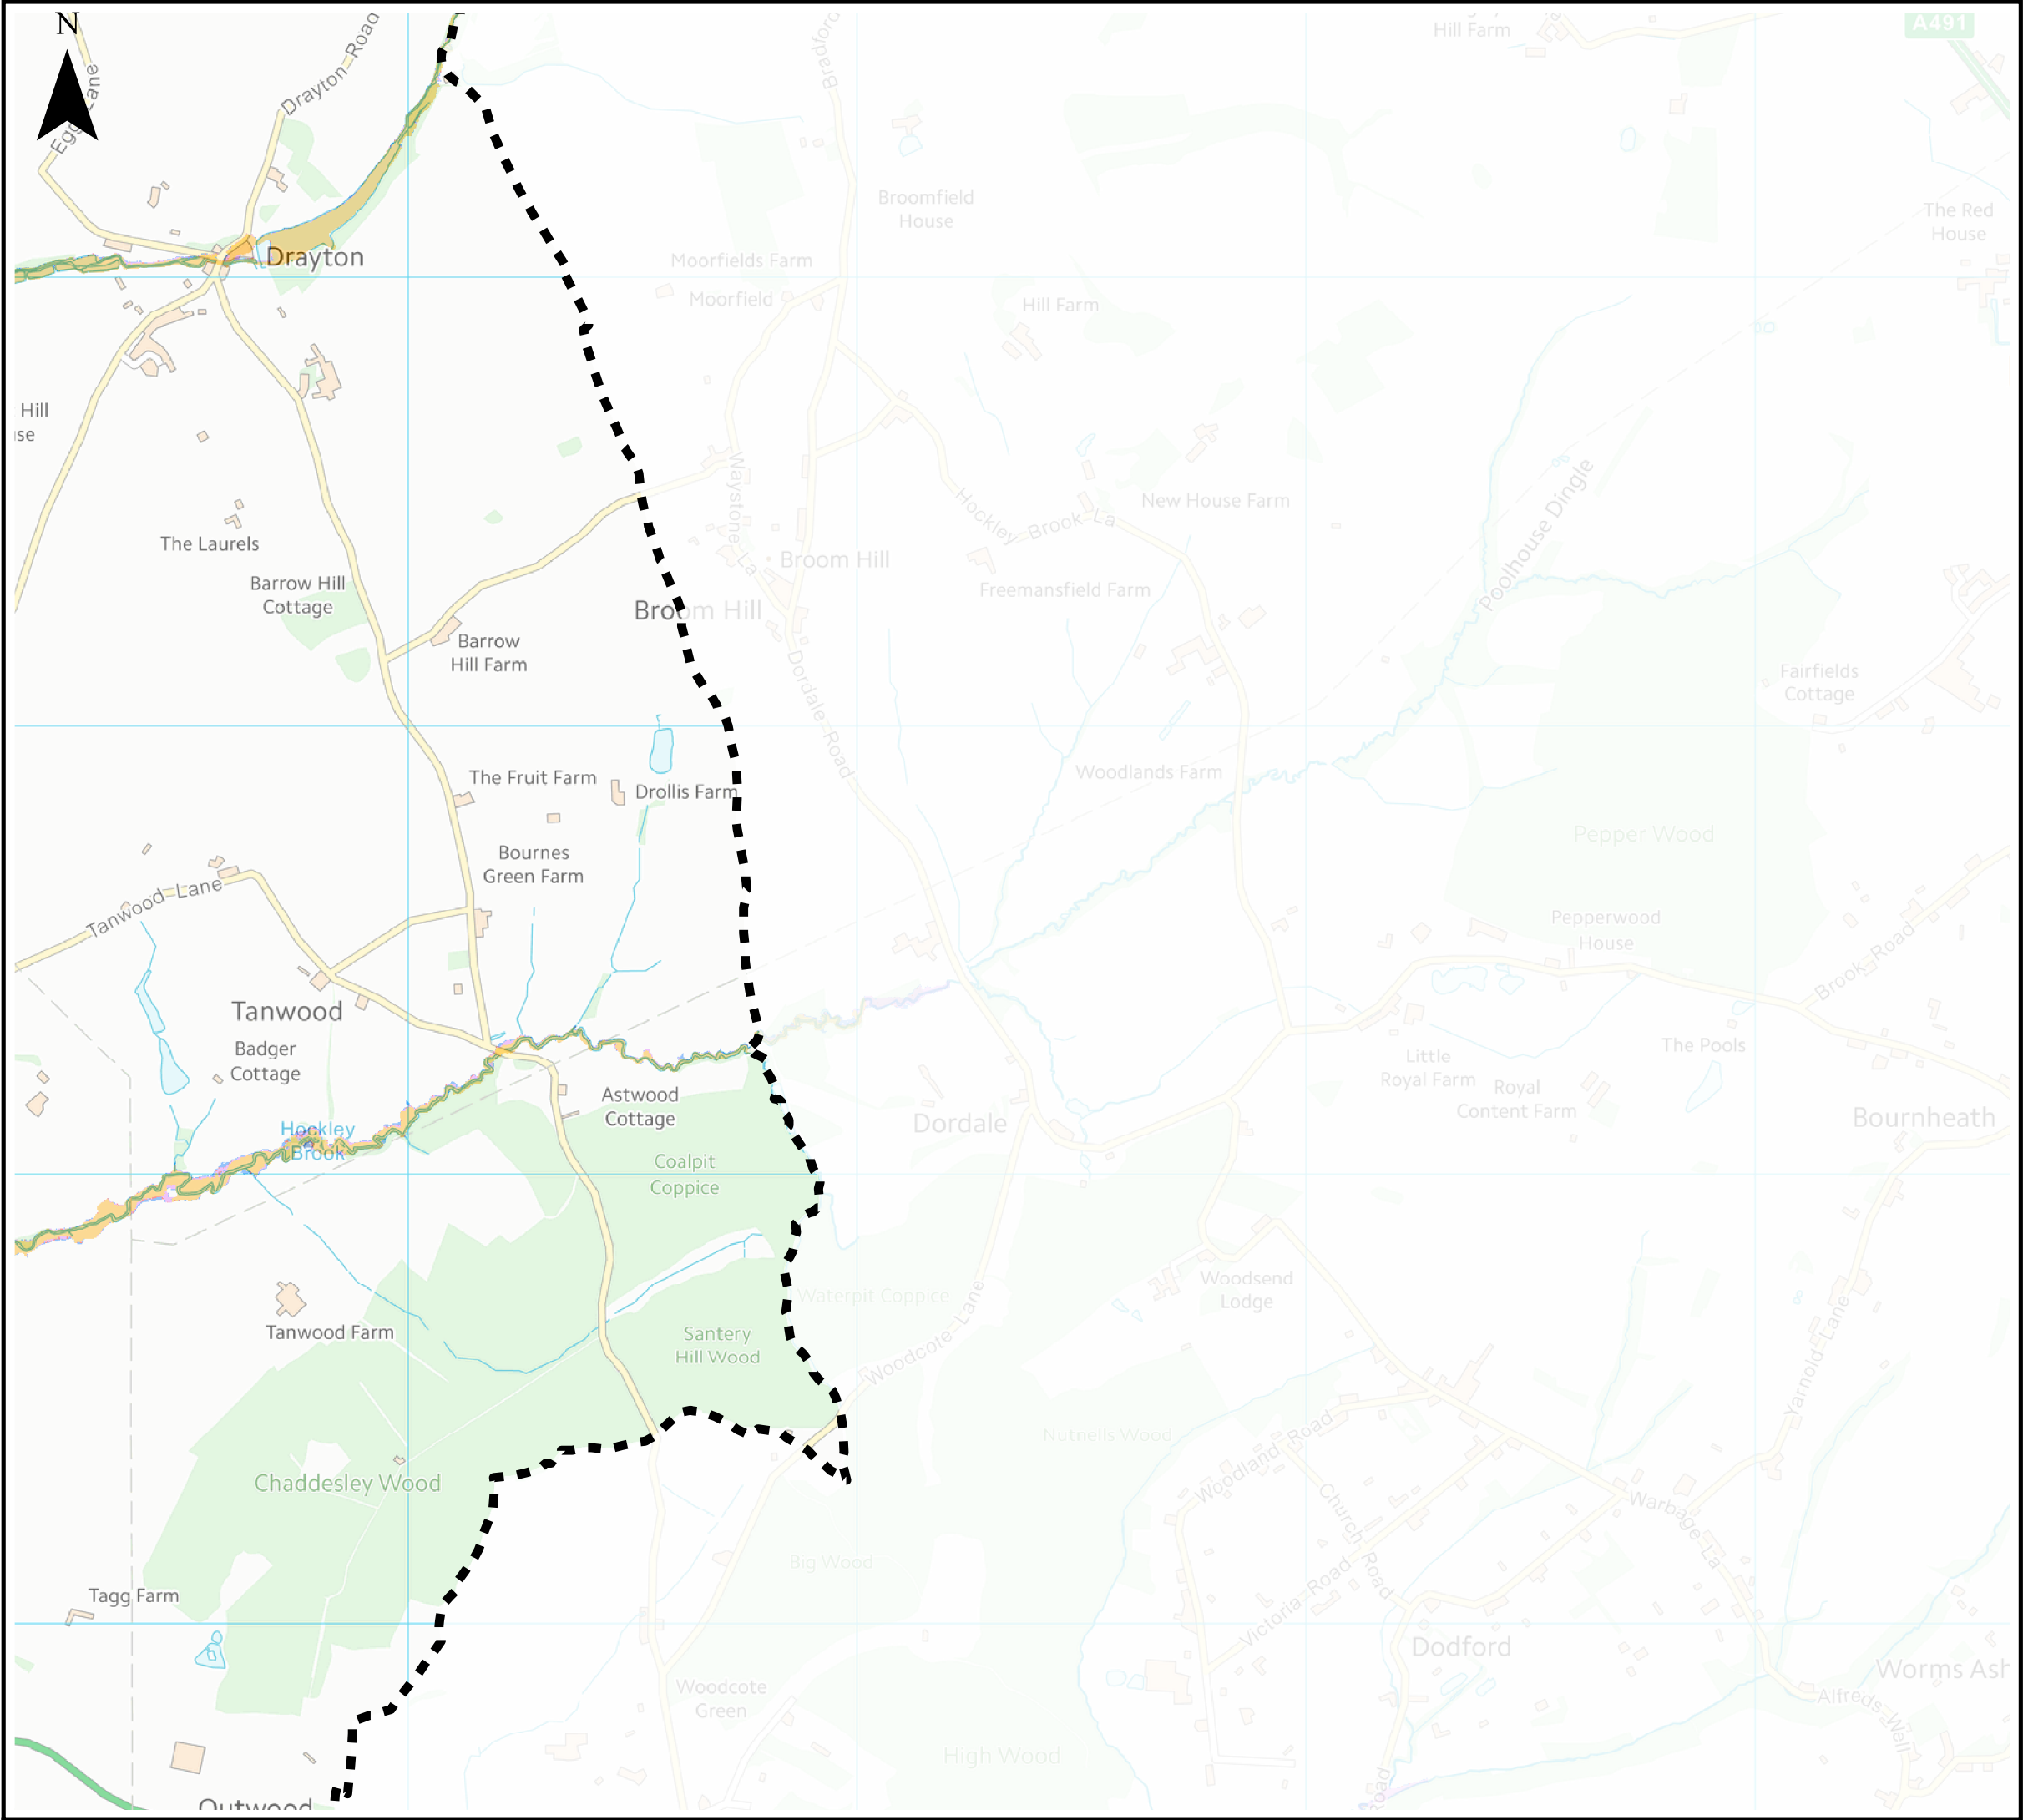 N
Hill Farm
A491
Drayton Road
Bradford
Broomfield
House
The Red
House
Drayton
Moorfields Farm
Moorfield
Hill Farm
Hill
Waystone La
Hockley Brook La
New House Farm
Poolhouse Dingle
The Laurels
Broom Hill
Barrow Hill
Cottage
Freemansfield Farm
Broom Hill
Barrow
Hill Farm
Dordale Road
Fairfields
Cottage
The Fruit Farm
Drollis Farm
Woodlands Farm
Pepper Wood
Bournes
Green Farm
Tanwood Lane
Pepperwood
House
Brook Road
Tanwood
Badger
Cottage
The Pools
Little
Royal Farm
Royal
Content Farm
Astwood
Cottage
Dordale
Bournheath
Hockley
Brook
Coalpit
Coppice
Woodsend
Lodge
Waterpit Coppice
Woodcote Lane
Yarnold Lane
Tanwood Farm
Santery
Hill Wood
Nutnells Wood
Woodland Road
Chaddesley Wood
Church Road
Warbage La
Big Wood
Victoria Road
Tagg Farm
Dodford
Worms Ash
Woodcote
Green
Alfreds Well
High Wood
Road
Outwood